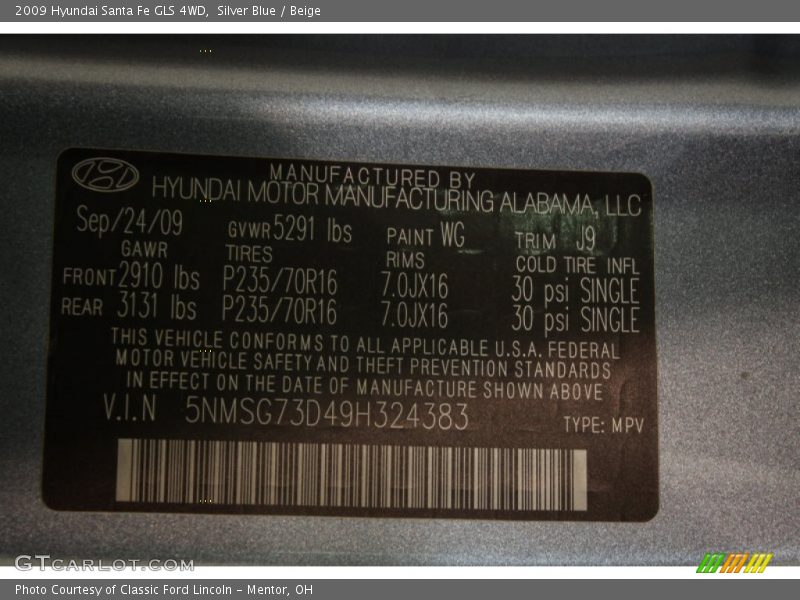 2009 Hyundai Santa Fe GLS 4WD,  Silver Blue / Beige
MANUFACTURED BY
HYUNDAI MOTOR MANUFACTURING ALABAMA, LLC
Sep/24/09 GVWR 5291 lbs PAINT WG TRIM J9
GAWR TIRES RIMS COLD TIRE INFL
FRONT 2910 lbs P235/70R16 7.0JX16 30 psi SINGLE
REAR 3131 lbs P235/70R16 7.0JX16 30 psi SINGLE
THIS VEHICLE CONFORMS TO ALL APPLICABLE U.S.A. FEDERAL
MOTOR VEHICLE SAFETY AND THEFT PREVENTION STANDARDS
IN EFFECT ON THE DATE OF MANUFACTURE SHOWN ABOVE
V.I.N 5NMSG73D49H324383 TYPE: MPV
GTcarlot.com
Photo Courtesy of Classic Ford Lincoln - Mentor, OH